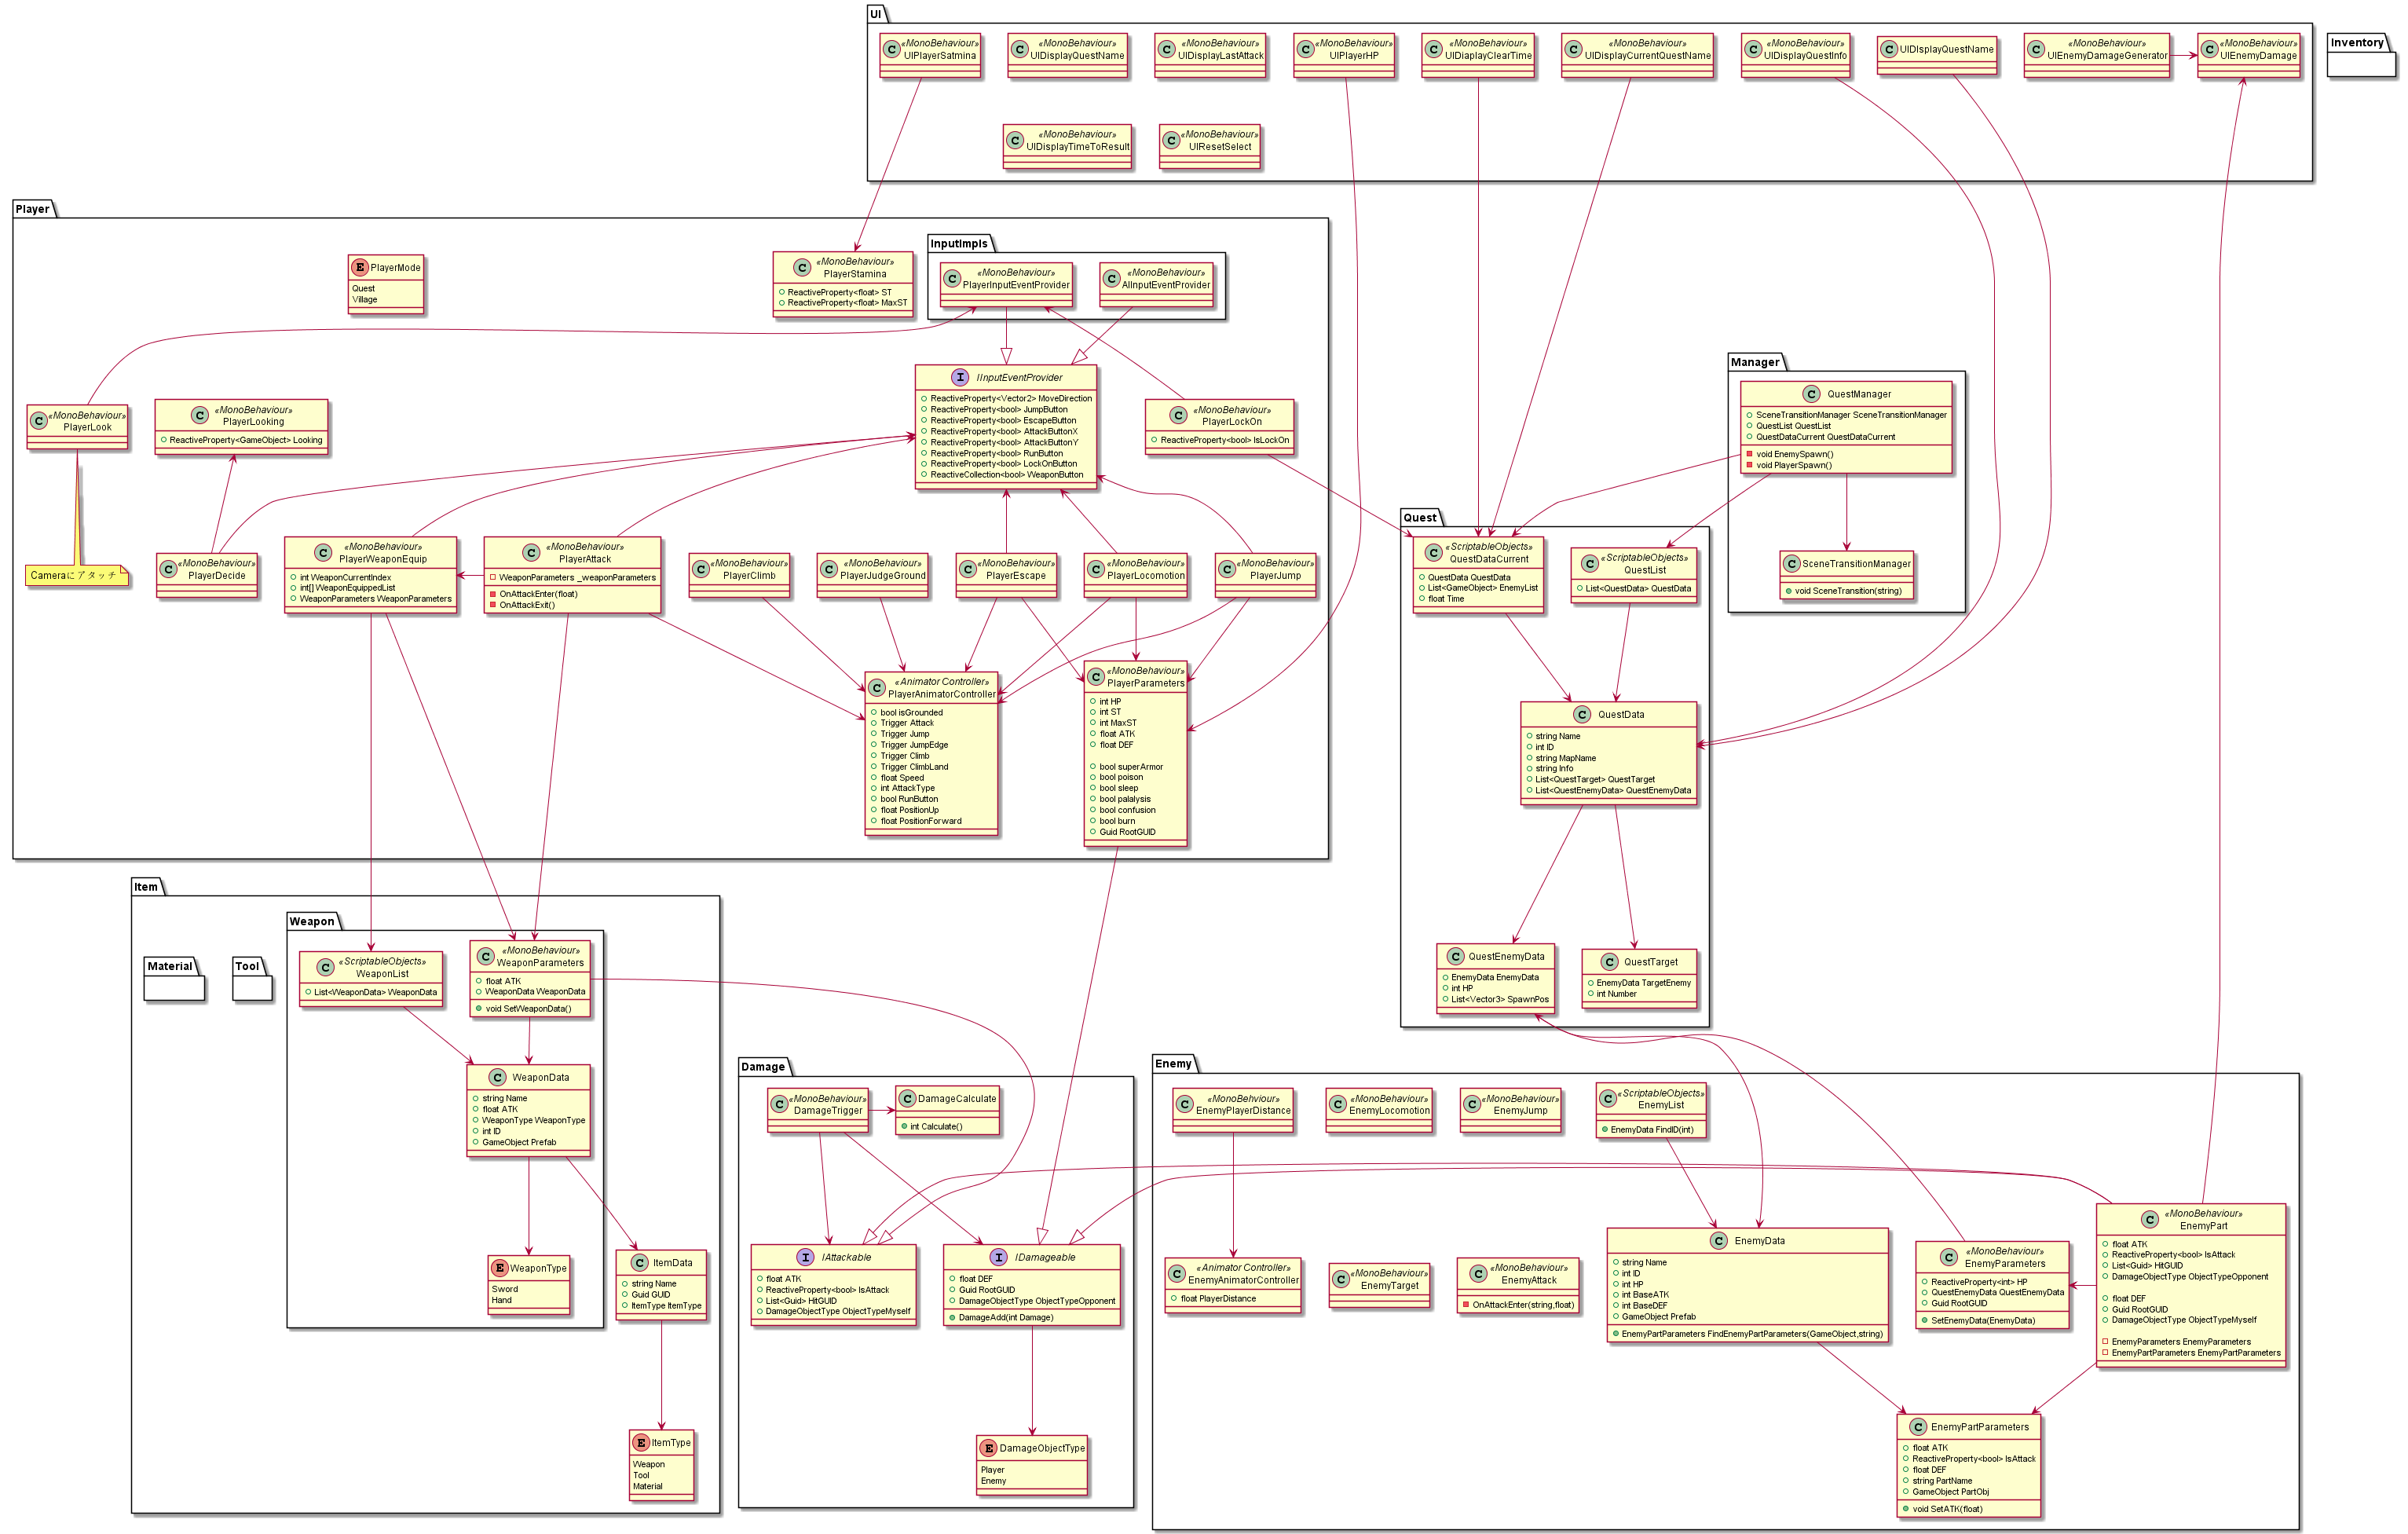 UI
«MonoBehaviour»
UIPlayerSatmina
«MonoBehaviour»
UIDisplayQuestName
«MonoBehaviour»
UIDisplayLastAttack
«MonoBehaviour»
UIPlayerHP
«MonoBehaviour»
UIDiaplayClearTime
«MonoBehaviour»
UIDisplayCurrentQuestName
«MonoBehaviour»
UIDisplayQuestInfo
UIDIsplayQuestName
«MonoBehaviour»
UIEnemyDamageGenerator
«MonoBehaviour»
UIEnemyDamage
«MonoBehaviour»
UIDisplayTimeToResult
«MonoBehaviour»
UIResetSelect
Inventory
Player
PlayerMode
Quest
Village
«MonoBehaviour»
PlayerStamina
ReactiveProperty<float> ST
ReactiveProperty<float> MaxST
InputImpls
«MonoBehaviour»
PlayerInputEventProvider
«MonoBehaviour»
AIInputEventProvider
IInputEventProvider
ReactiveProperty<Vector2> MoveDirection
ReactiveProperty<bool> JumpButton
ReactiveProperty<bool> EscapeButton
ReactiveProperty<bool> AttackButtonX
ReactiveProperty<bool> AttackButtonY
ReactiveProperty<bool> RunButton
ReactiveProperty<bool> LockOnButton
ReactiveCollection<bool> WeaponButton
«MonoBehaviour»
PlayerLook
«MonoBehaviour»
PlayerLooking
ReactiveProperty<GameObject> Looking
«MonoBehaviour»
PlayerLockOn
ReactiveProperty<bool> IsLockOn
Cameraにアタッチ
«MonoBehaviour»
PlayerDecide
«MonoBehaviour»
PlayerWeaponEquip
int WeaponCurrentIndex
int[] WeaponEquippedList
WeaponParameters WeaponParameters
«MonoBehaviour»
PlayerAttack
WeaponParameters _weaponParameters
OnAttackEnter(float)
OnAttackExit()
«MonoBehaviour»
PlayerClimb
«MonoBehaviour»
PlayerJudgeGround
«MonoBehaviour»
PlayerEscape
«MonoBehaviour»
PlayerLocomotion
«MonoBehaviour»
PlayerJump
«Animator Controller»
PlayerAnimatorController
bool isGrounded
Trigger Attack
Trigger Jump
Trigger JumpEdge
Trigger Climb
Trigger ClimbLand
float Speed
int AttackType
bool RunButton
float PositionUp
float PositionForward
«MonoBehaviour»
PlayerParameters
int HP
int ST
int MaxST
float ATK
float DEF
bool superArmor
bool poison
bool sleep
bool palalysis
bool confusion
bool burn
Guid RootGUID
Manager
QuestManager
SceneTransitionManager SceneTransitionManager
QuestList QuestList
QuestDataCurrent QuestDataCurrent
void EnemySpawn()
void PlayerSpawn()
SceneTransitionManager
void SceneTransition(string)
Quest
«ScriptableObjects»
QuestDataCurrent
QuestData QuestData
List<GameObject> EnemyList
float Time
«ScriptableObjects»
QuestList
List<QuestData> QuestData
QuestData
string Name
int ID
string MapName
string Info
List<QuestTarget> QuestTarget
List<QuestEnemyData> QuestEnemyData
QuestEnemyData
EnemyData EnemyData
int HP
List<Vector3> SpawnPos
QuestTarget
EnemyData TargetEnemy
int Number
Item
Material
Tool
Weapon
«ScriptableObjects»
WeaponList
List<WeaponData> WeaponData
«MonoBehaviour»
WeaponParameters
float ATK
WeaponData WeaponData
void SetWeaponData()
WeaponData
string Name
float ATK
WeaponType WeaponType
int ID
GameObject Prefab
WeaponType
Sword
Hand
ItemData
string Name
Guid GUID
ItemType ItemType
ItemType
Weapon
Tool
Material
Damage
«MonoBehaviour»
DamageTrigger
DamageCalculate
int Calculate()
IAttackable
float ATK
ReactiveProperty<bool> IsAttack
List<Guid> HitGUID
DamageObjectType ObjectTypeMyself
IDamageable
float DEF
Guid RootGUID
DamageObjectType ObjectTypeOpponent
DamageAdd(int Damage)
DamageObjectType
Player
Enemy
Enemy
«MonoBehviour»
EnemyPlayerDistance
«MonoBehaviour»
EnemyLocomotion
«MonoBehaviour»
EnemyJump
«ScriptableObjects»
EnemyList
EnemyData FindID(int)
«Animator Controller»
EnemyAnimatorController
float PlayerDistance
«MonoBehaviour»
EnemyTarget
«MonoBehaviour»
EnemyAttack
OnAttackEnter(string,float)
EnemyData
string Name
int ID
int HP
int BaseATK
int BaseDEF
GameObject Prefab
EnemyPartParameters FindEnemyPartParameters(GameObject,string)
«MonoBehaviour»
EnemyParameters
ReactiveProperty<int> HP
QuestEnemyData QuestEnemyData
Guid RootGUID
SetEnemyData(EnemyData)
«MonoBehaviour»
EnemyPart
float ATK
ReactiveProperty<bool> IsAttack
List<Guid> HitGUID
DamageObjectType ObjectTypeOpponent
float DEF
Guid RootGUID
DamageObjectType ObjectTypeMyself
EnemyParameters EnemyParameters
EnemyPartParameters EnemyPartParameters
EnemyPartParameters
float ATK
ReactiveProperty<bool> IsAttack
float DEF
string PartName
GameObject PartObj
void SetATK(float)